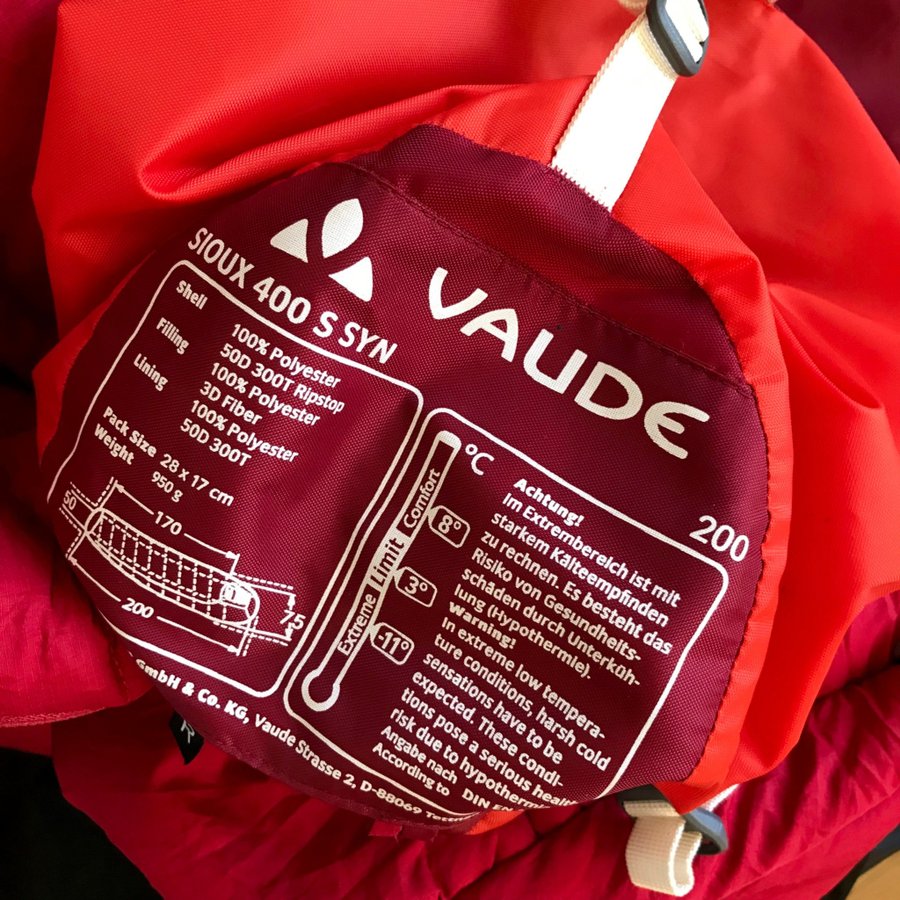 VAUDE
SIOUX 400 S SYN
200
Shell 100% Polyester
50D 300T Ripstop
Filling 100% Polyester
3D Fiber
Lining 100% Polyester
50D 300T
Pack Size 28 x 17 cm
Weight 950 g
170
50
200
75
°C
Comfort
Limit
Extreme
8°
3°
-11°
Achtung!
Im Extrembereich ist mit
starkem Kälteempfinden
zu rechnen. Es besteht das
Risiko von Gesundheits-
schäden durch Unterküh-
lung (Hypothermie).
Warning!
In extreme low tempera-
ture conditions, harsh cold
sensations have to be
expected. These condi-
tions pose a serious
risk due to
Angabe nach
According to DIN
GmbH & Co. KG, Vaude Strasse 2, D-88069
R